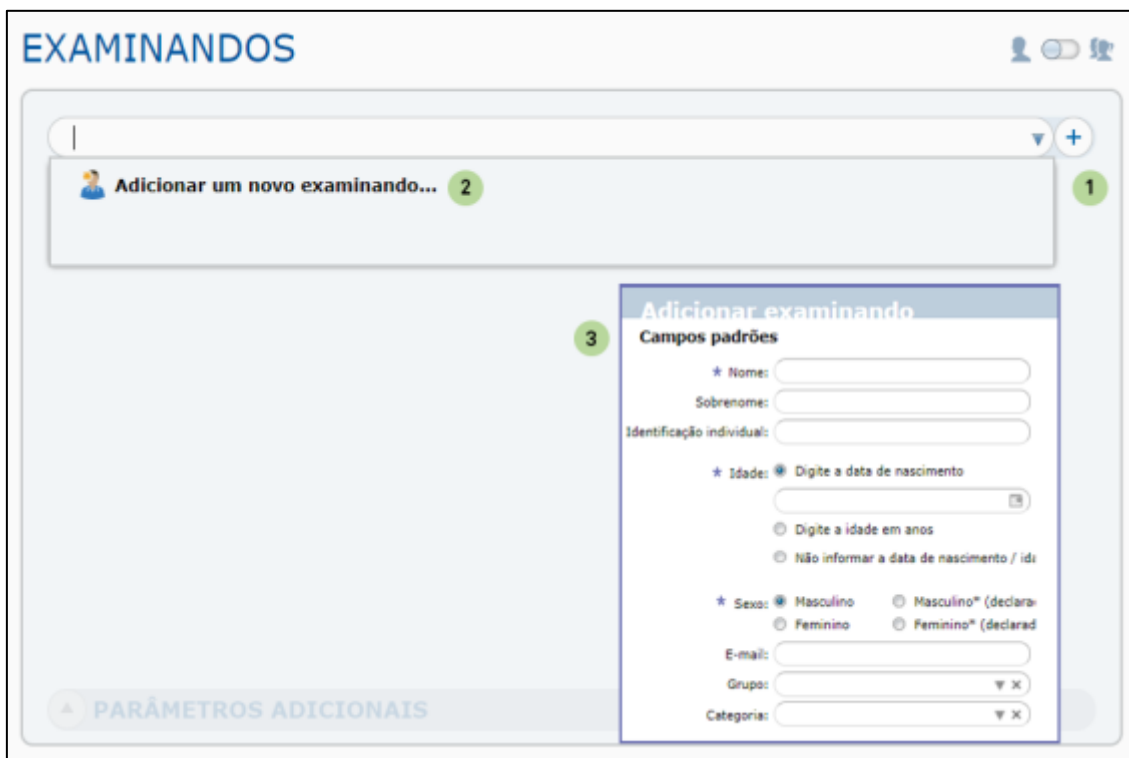 EXAMINANDOS
+
Adicionar um novo examinando... 2
1
Adicionar examinando
3
Campos padrões
* Nome:
Sobrenome:
Identificação individual:
* Idade: Digite a data de nascimento
Digite a idade em anos
Não informar a data de nascimento / ida
* Sexo: Masculino Masculino* (declara
Feminino Feminino* (declarad
E-mail:
Grupo:
Categoria:
PARÂMETROS ADICIONAIS